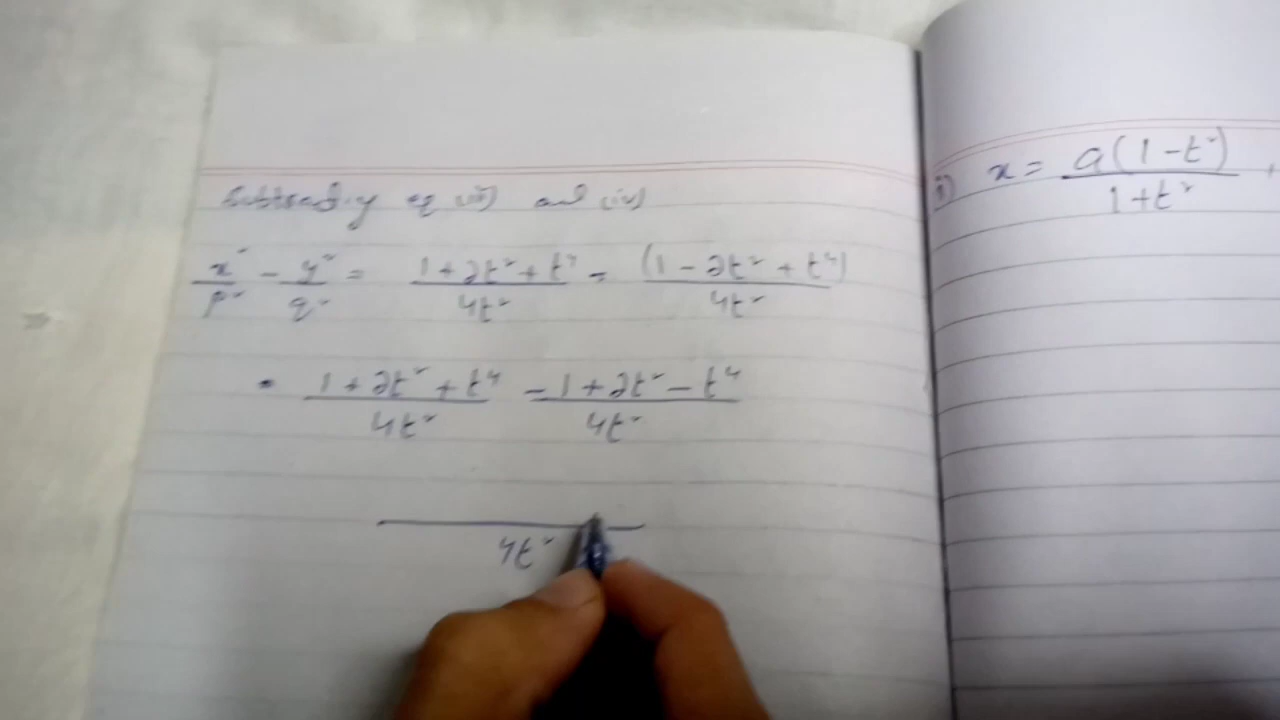 Subtracting eq (iii) and (iv)
x²/p² - y²/q² = 1+2t²+t⁴/4t² - (1-2t²+t⁴)/4t²
= 1+2t²+t⁴/4t² -1+2t²-t⁴/4t²
4t²
i) x = a(1-t²)/1+t² ,